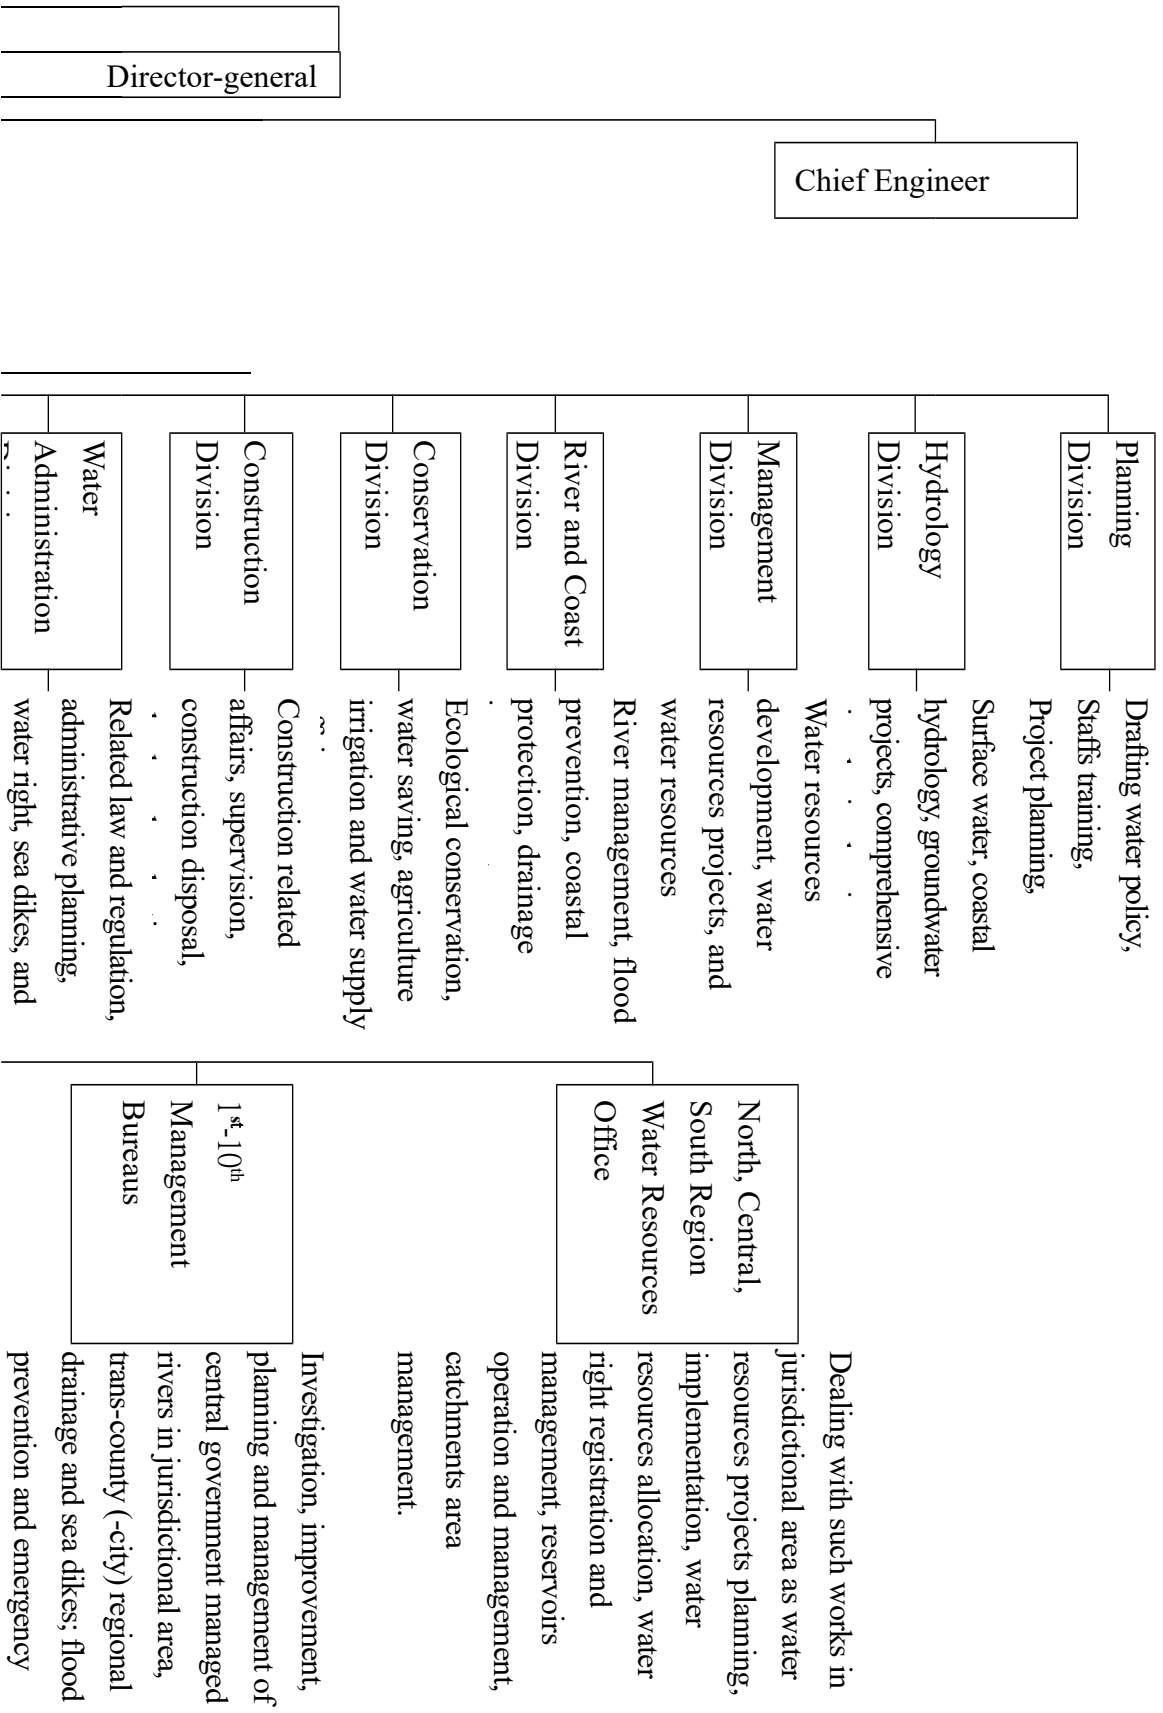 Director-general
Chief Engineer
Planning
Division
Hydrology
Division
Management
Division
River and Coast
Division
Conservation
Division
Construction
Division
Water
Administration
Drafting water policy,
Staffs training,
Project planning,
Surface water, coastal
hydrology, groundwater
projects, comprehensive
Water resources
development, water
resources projects, and
water resources
River management, flood
prevention, coastal
protection, drainage
Ecological conservation,
water saving, agriculture
irrigation and water supply
Construction related
affairs, supervision,
construction disposal,
Related law and regulation,
administrative planning,
water right, sea dikes, and
North, Central,
South Region
Water Resources
Office
1st-10th
Management
Bureaus
Dealing with such works in
jurisdictional area as water
resources projects planning,
implementation, water
resources allocation, water
right registration and
management, reservoirs
operation and management,
catchments area
management.
Investigation, improvement,
planning and management of
central government managed
rivers in jurisdictional area,
trans-county (-city) regional
drainage and sea dikes; flood
prevention and emergency